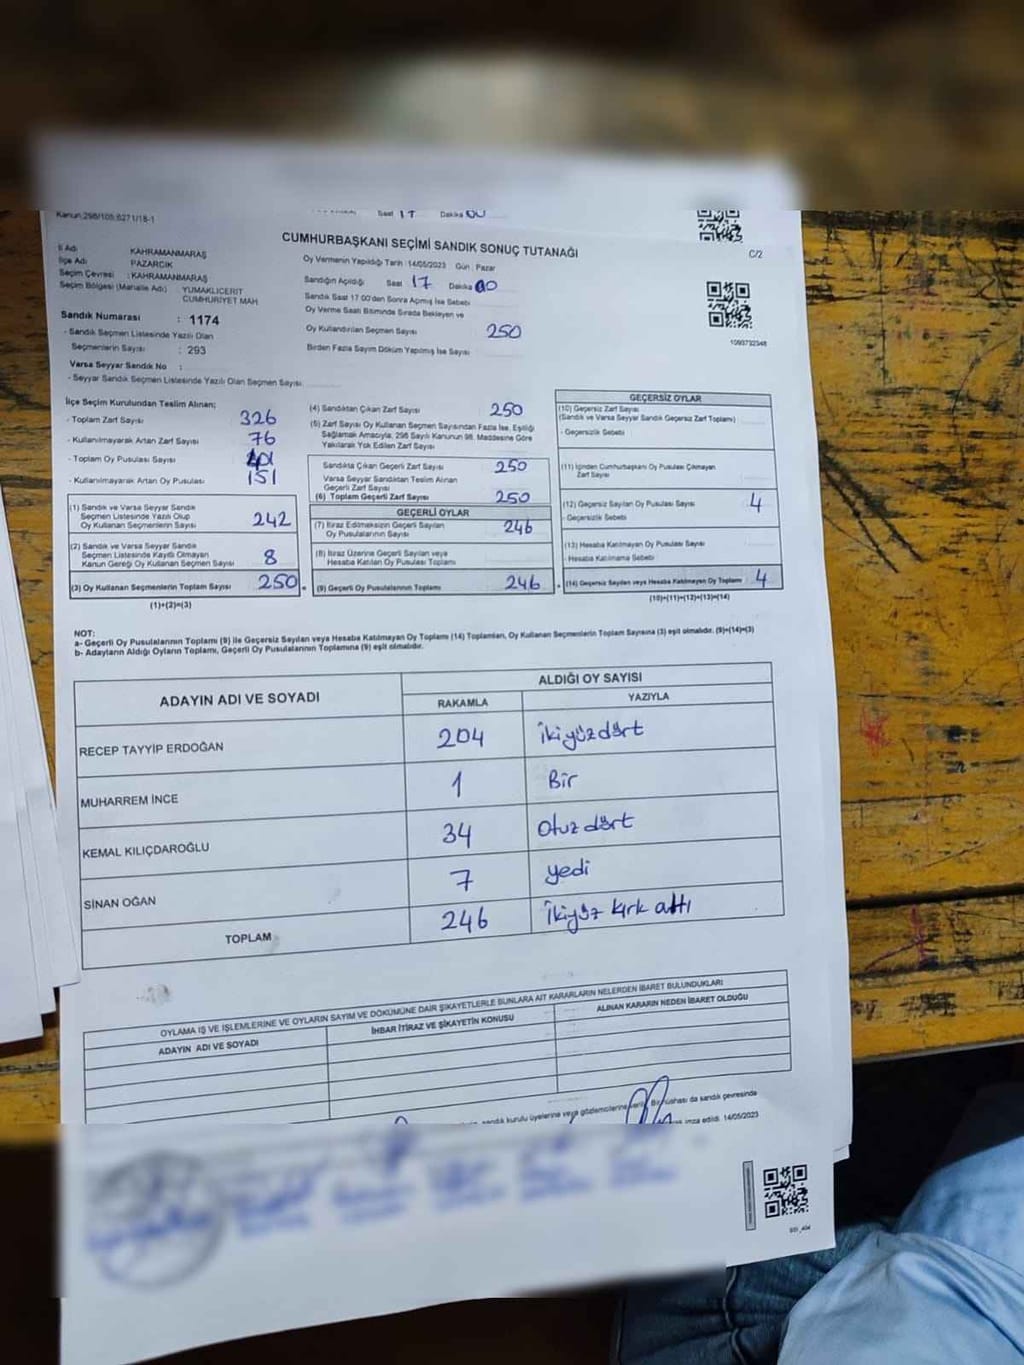 Kanun:298/105;6271/18-1
Saat 17 Dakika 00
CUMHURBAŞKANI SEÇİMİ SANDIK SONUÇ TUTANAĞI
C/2
İl Adı KAHRAMANMARAŞ
İlçe Adı PAZARCIK
Seçim Çevresi : KAHRAMANMARAŞ
Seçim Bölgesi (Mahalle Adı) YUMAKLICERİT
CUMHURİYET MAH
Sandık Numarası : 1174
- Sandık Seçmen Listesinde Yazılı Olan
Seçmenlerin Sayısı : 293
Varsa Seyyar Sandık No :
- Seyyar Sandık Seçmen Listesinde Yazılı Olan Seçmen Sayısı
Oy Vermenin Yapıldığı Tarih : 14/05/2023 Gün : Pazar
Sandığın Açıldığı Saat 17 Dakika 00
Sandık Saat 17 00'den Sonra Açmış İse Sebebi
Oy Verme Saati Bitiminde Sırada Bekleyen ve
Oy Kullandırılan Seçmen Sayısı 250
Birden Fazla Sayım Döküm Yapılmış İse Sayısı
1093732348
İlçe Seçim Kurulundan Teslim Alınan;
- Toplam Zarf Sayısı 326
- Kullanılmayarak Artan Zarf Sayısı 76
- Toplam Oy Pusulası Sayısı
- Kullanılmayarak Artan Oy Pusulası 151
(1) Sandık ve Varsa Seyyar Sandık
Seçmen Listesinde Yazılı Olup
Oy Kullanan Seçmenlerin Sayısı 242
(2) Sandık ve Varsa Seyyar Sandık
Seçmen Listesinde Kayıtlı Olmayan
Kanun Gereği Oy Kullanan Seçmen Sayısı 8
(3) Oy Kullanan Seçmenlerin Toplam Sayısı 250
(1)+(2)=(3)
(4) Sandıktan Çıkan Zarf Sayısı 250
(5) Zarf Sayısı Oy Kullanan Seçmen Sayısından Fazla İse, Eşitliği
Sağlamak Amacıyla, 298 Sayılı Kanunun 98. Maddesine Göre
Yakılarak Yok Edilen Zarf Sayısı
Sandıkta Çıkan Geçerli Zarf Sayısı 250
Varsa Seyyar Sandıktan Teslim Alınan
Geçerli Zarf Sayısı
(6) Toplam Geçerli Zarf Sayısı 250
GEÇERLİ OYLAR
(7) İtiraz Edilmeksizin Geçerli Sayılan
Oy Pusulalarının Sayısı 246
(8) İtiraz Üzerine Geçerli Sayılan veya
Hesaba Katılan Oy Pusulası Toplamı
(9) Geçerli Oy Pusulalarının Toplamı 246
GEÇERSİZ OYLAR
(10) Geçersiz Zarf Sayısı
(Sandık ve Varsa Seyyar Sandık Geçersiz Zarf Toplamı)
- Geçersizlik Sebebi
(11) İçinden Cumhurbaşkanı Oy Pusulası Çıkmayan
Zarf Sayısı
(12) Geçersiz Sayılan Oy Pusulası Sayısı 4
- Geçersizlik Sebebi
(13) Hesaba Katılmayan Oy Pusulası Sayısı
- Hesaba Katılmama Sebebi
(14) Geçersiz Sayılan veya Hesaba Katılmayan Oy Toplamı 4
(10)+(11)+(12)+(13)=(14)
NOT:
a- Geçerli Oy Pusulalarının Toplamı (9) ile Geçersiz Sayılan veya Hesaba Katılmayan Oy Toplamı (14) Toplamları, Oy Kullanan Seçmenlerin Toplam Sayısına (3) eşit olmalıdır. (9)+(14)=(3)
b- Adayların Aldığı Oyların Toplamı, Geçerli Oy Pusulalarının Toplamına (9) eşit olmalıdır.
ADAYIN ADI VE SOYADI
ALDIĞI OY SAYISI
RAKAMLA YAZIYLA
RECEP TAYYİP ERDOĞAN 204 İkiyüzdört
MUHARREM İNCE 1 Bir
KEMAL KILIÇDAROĞLU 34 Otuzdört
SİNAN OĞAN 7 yedi
TOPLAM 246 İkiyüz kırk altı
OYLAMA İŞ VE İŞLEMLERİNE VE OYLARIN SAYIM VE DÖKÜMÜNE DAİR ŞİKAYETLERLE BUNLARA AİT KARARLARIN NELERDEN İBARET BULUNDUKLARI
ADAYIN ADI VE SOYADI İHBAR İTİRAZ VE ŞİKAYETİN KONUSU ALINAN KARARIN NEDEN İBARET OLDUĞU
sandık kurulu üyelerine veya gözlemcilerine nüshası da sandık çevresinde
imza edildi. 14/05/2023